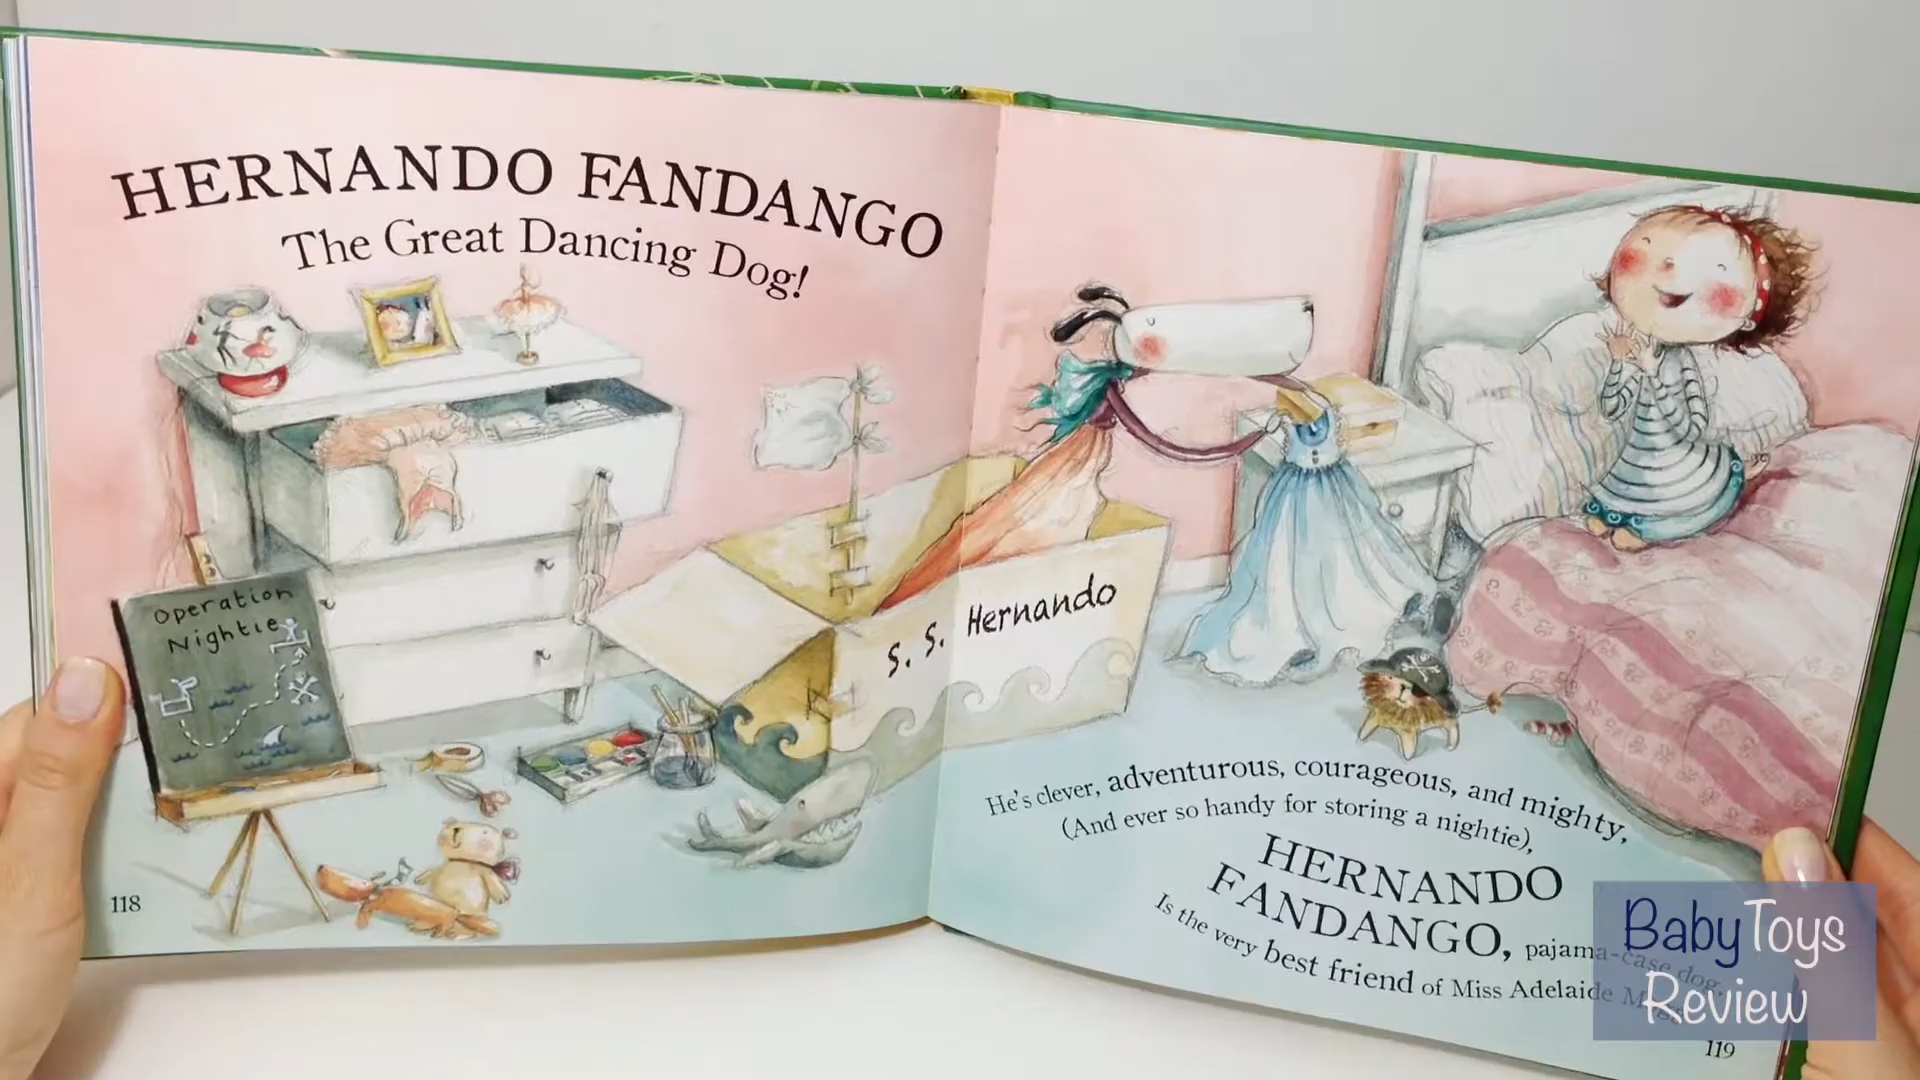 HERNANDO FANDANGO
The Great Dancing Dog!
Operation
Nightie
S. S. Hernando
118
He's clever, adventurous, courageous, and mighty,
(And ever so handy for storing a nightie),
HERNANDO
FANDANGO, pajama-case dog,
Is the very best friend of Miss Adelaide
119
BabyToys
Review